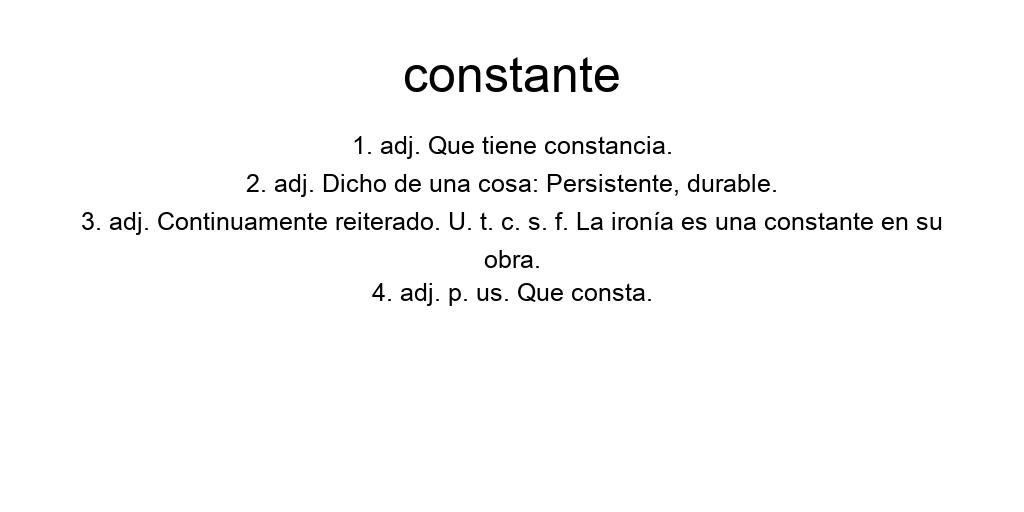 constante
1. adj. Que tiene constancia.
2. adj. Dicho de una cosa: Persistente, durable.
3. adj. Continuamente reiterado. U. t. c. s. f. La ironía es una constante en su
obra.
4. adj. p. us. Que consta.